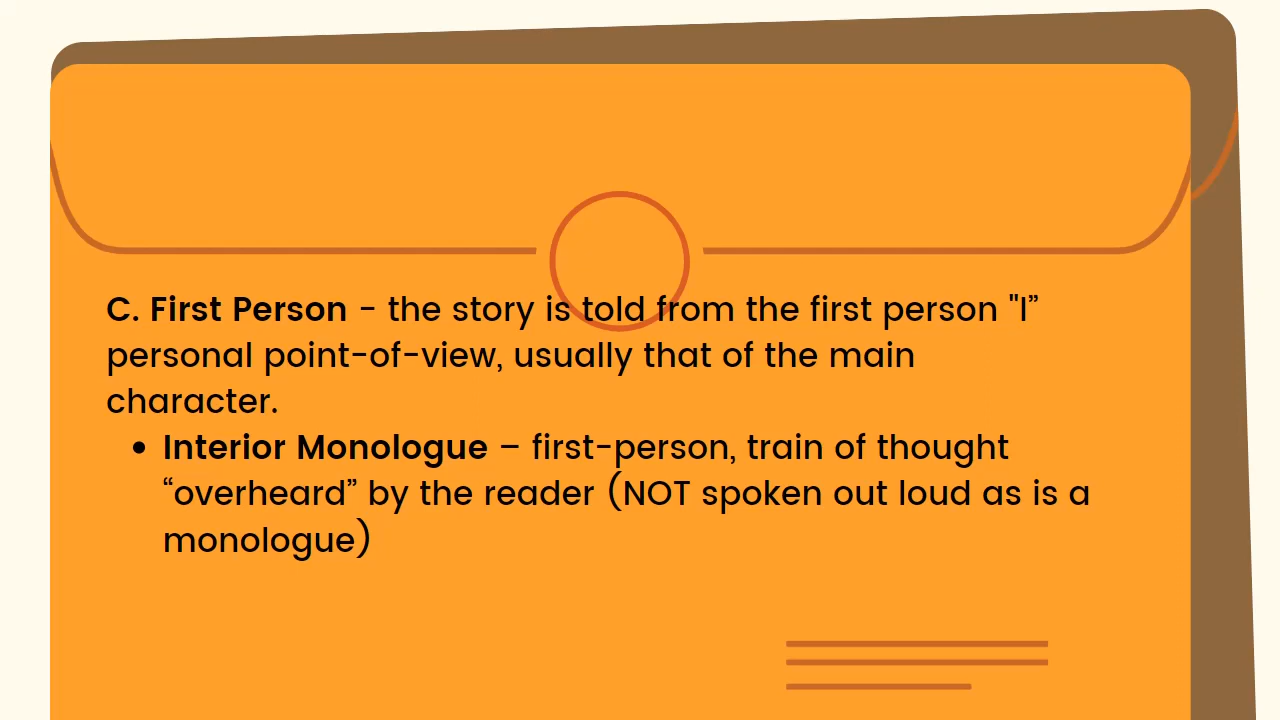 C. First Person - the story is told from the first person "I”
personal point-of-view, usually that of the main
character.
• Interior Monologue – first-person, train of thought
“overheard” by the reader (NOT spoken out loud as is a
monologue)